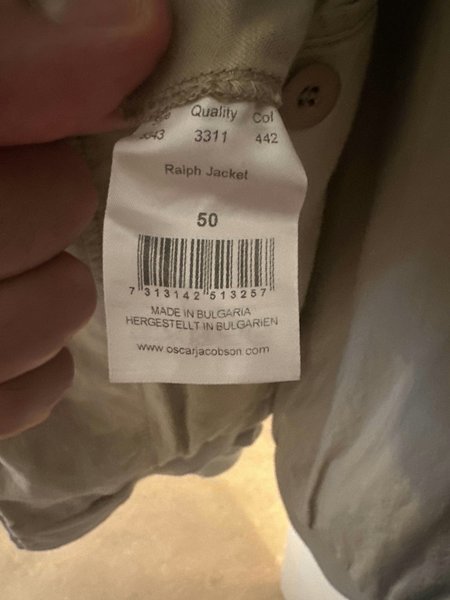 Quality Col
3311 442
Ralph Jacket
50
7 313142 513257
MADE IN BULGARIA
HERGESTELLT IN BULGARIEN
www.oscarjacobson.com